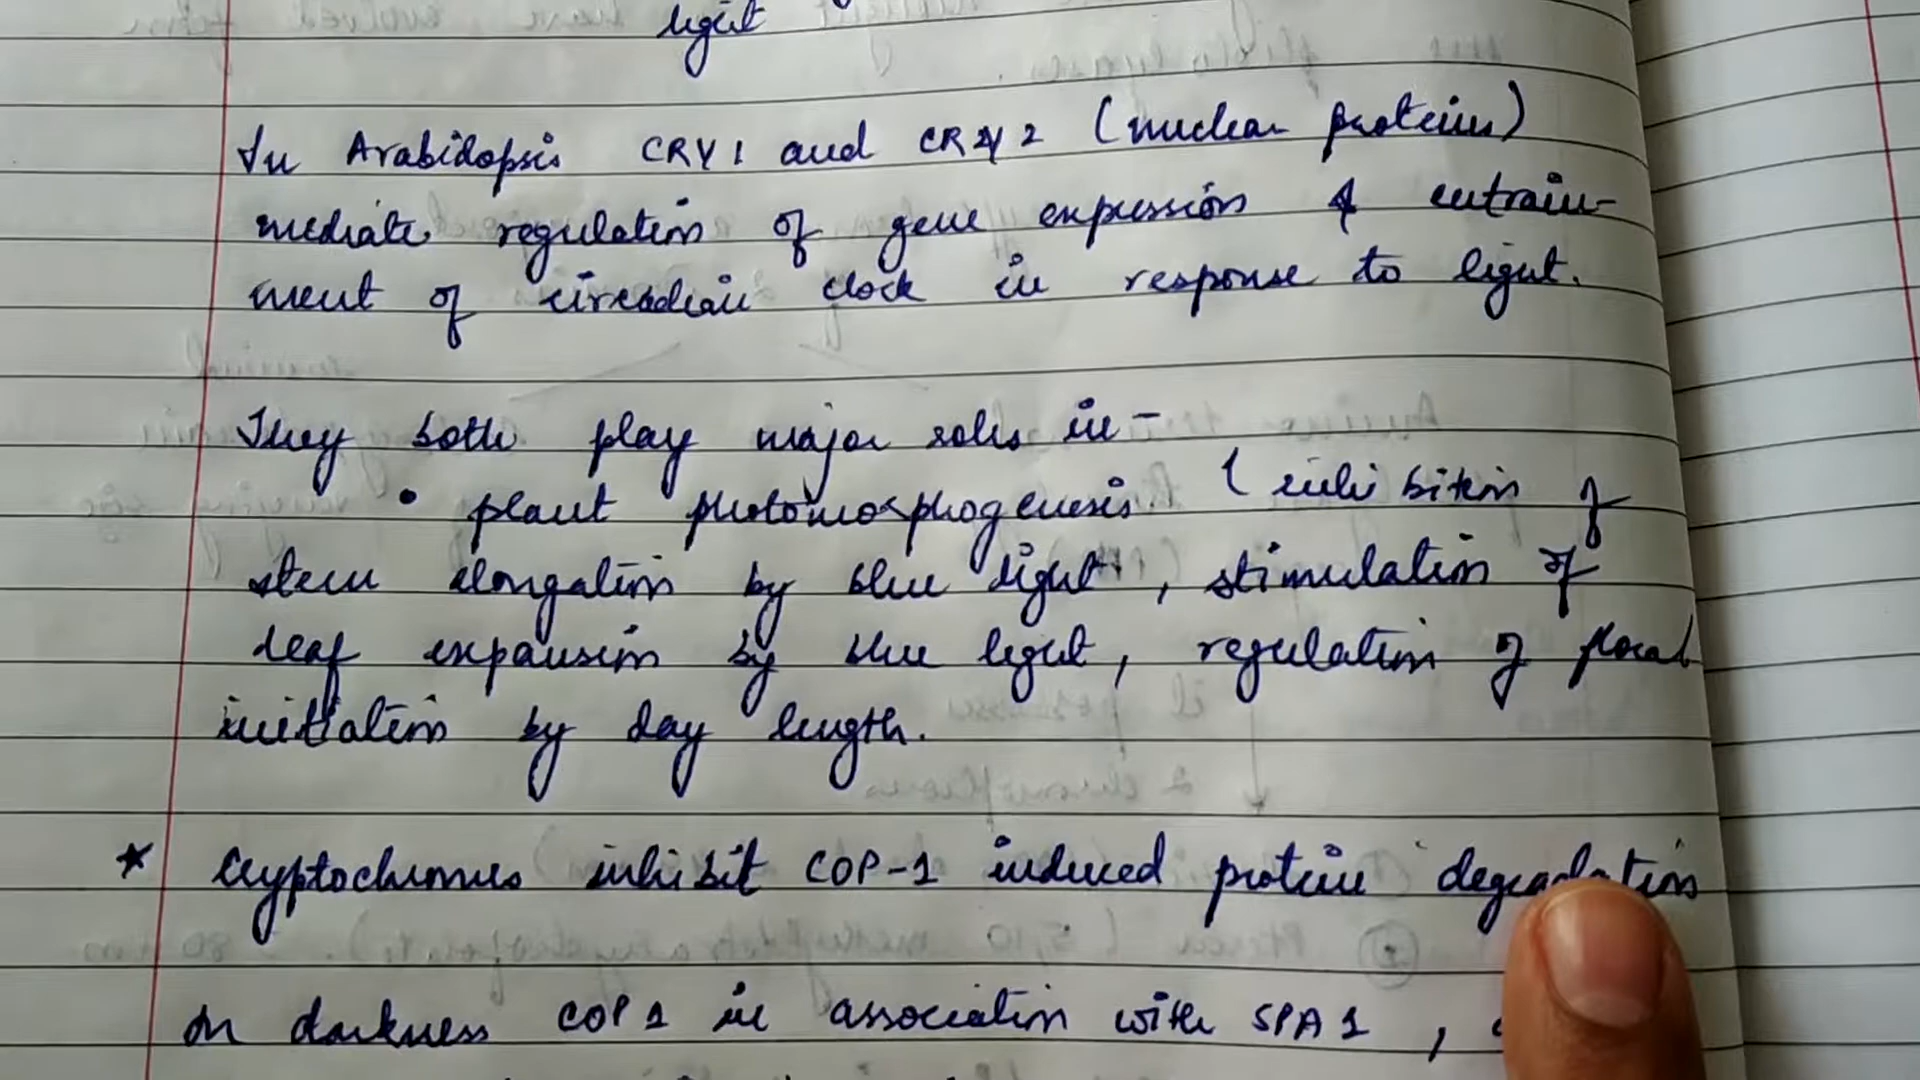 light
In Arabidopsis CRY1 and CRY2 (nuclear proteins)
mediate regulation of gene expression & entrain-
ment of circadian clock in response to light.
They both play major roles in -
• plant photomorphogenesis (inhibition of
stem elongation by blue light, stimulation of
leaf expansion by blue light, regulation of floral
initiation by day length.
* Cryptochromes inhibit COP-1 induced protein degradation
In darkness COP1 in association with SPA1,